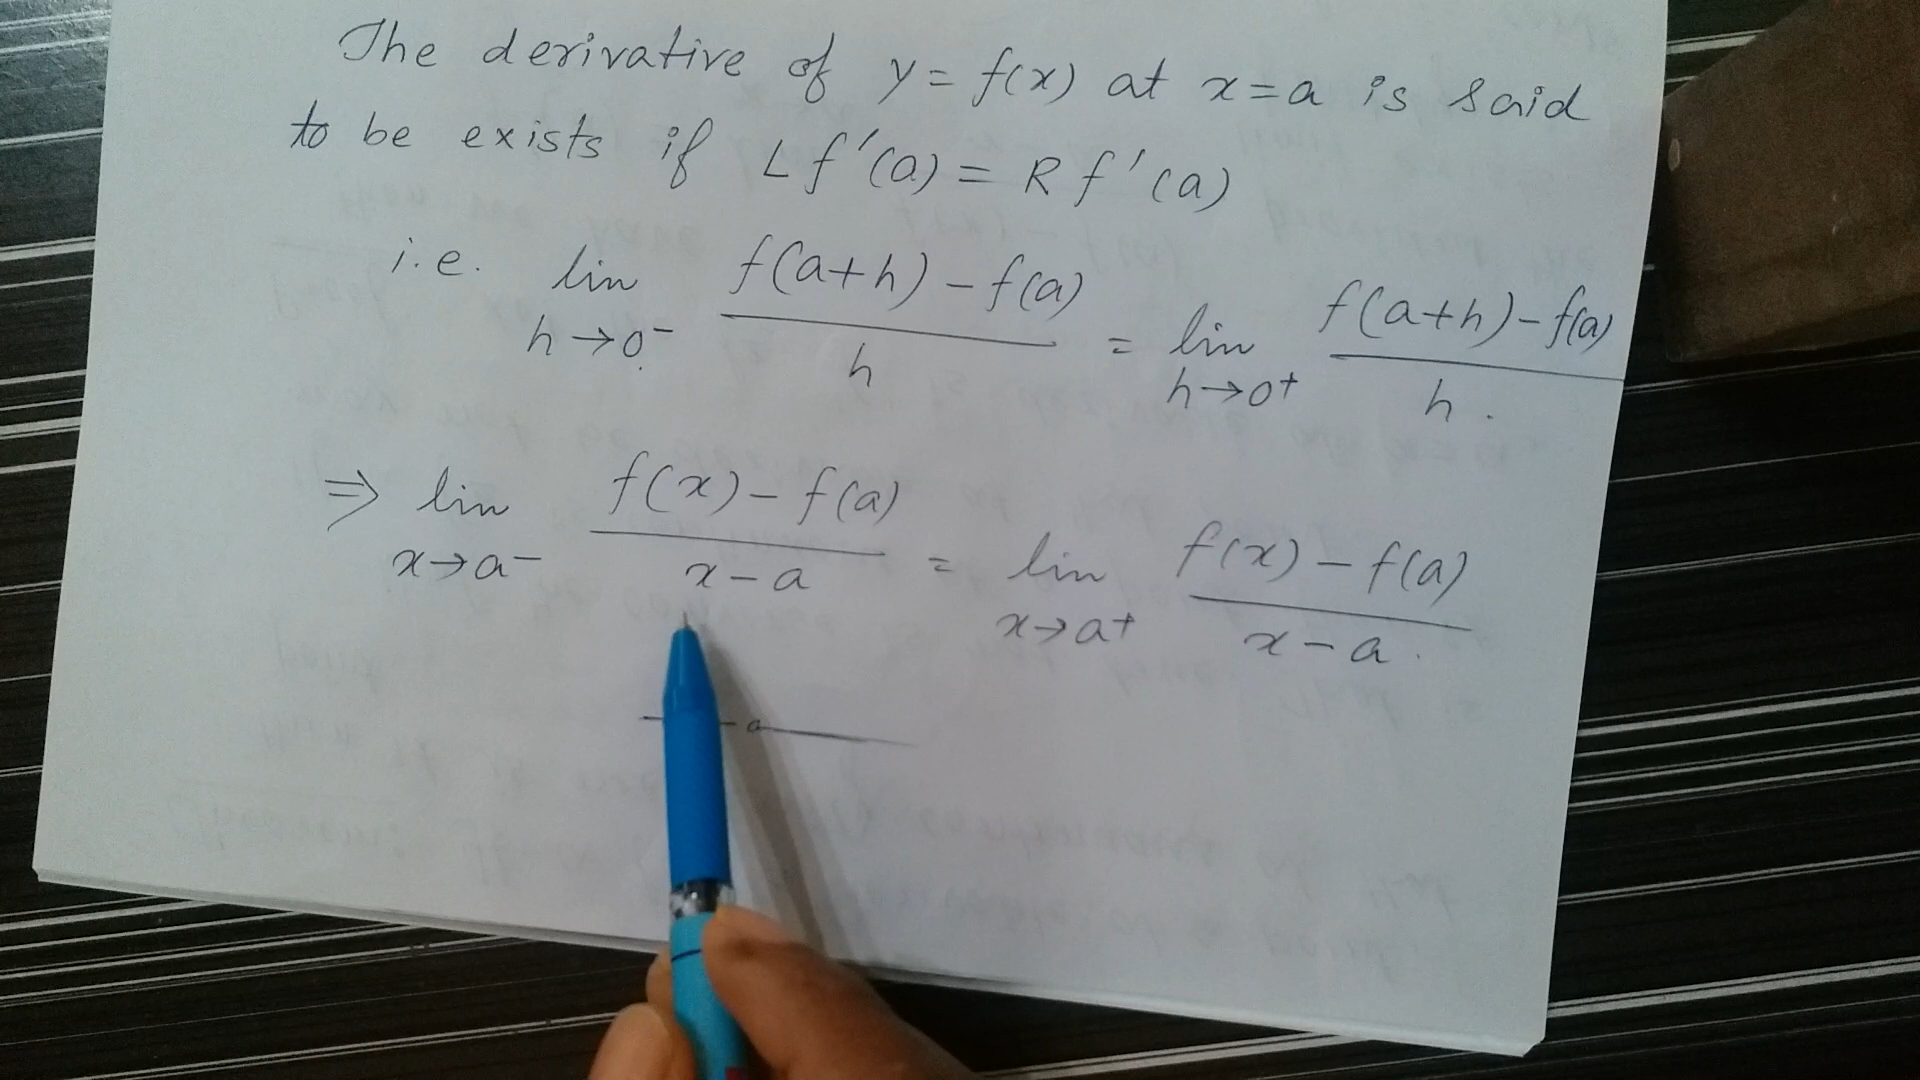 The derivative of y = f(x) at x = a is said
to be exists if Lf'(a) = Rf'(a)
i.e. lim h→0⁻ f(a+h) - f(a) / h = lim h→0⁺ f(a+h) - f(a) / h.
⇒ lim x→a⁻ f(x) - f(a) / x - a = lim x→a⁺ f(x) - f(a) / x - a.
a